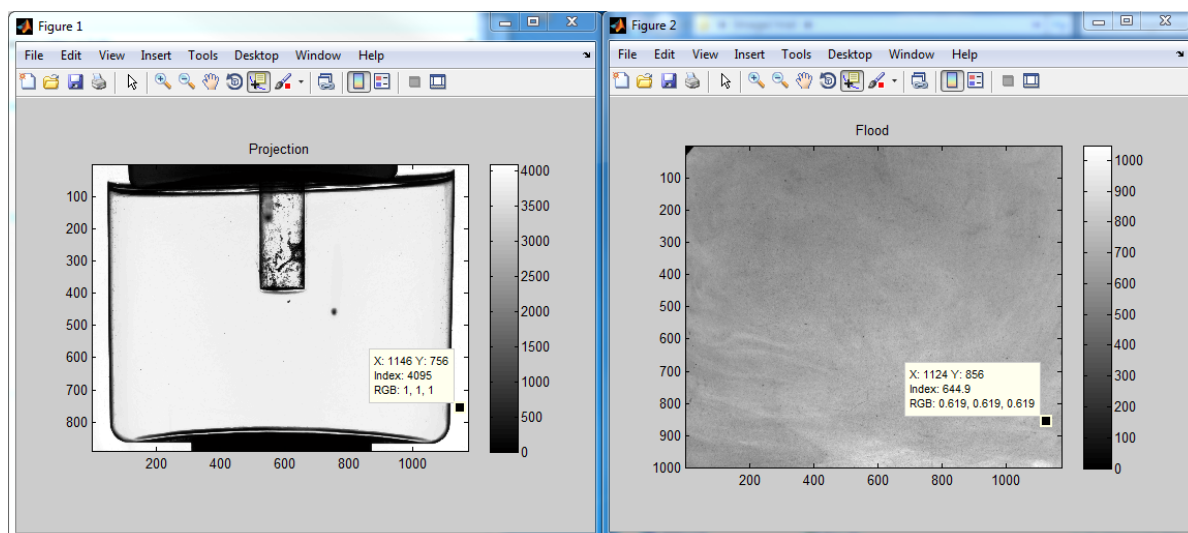 Figure 1
File Edit View Insert Tools Desktop Window Help
Projection
100
200
300
400
500
600
700
800
200 400 600 800 1000
X: 1146 Y: 756
Index: 4095
RGB: 1, 1, 1
4000
3500
3000
2500
2000
1500
1000
500
0
Figure 2
File Edit View Insert Tools Desktop Window Help
Flood
100
200
300
400
500
600
700
800
900
1000
200 400 600 800 1000
X: 1124 Y: 856
Index: 644.9
RGB: 0.619, 0.619, 0.619
1000
900
800
700
600
500
400
300
200
100
0